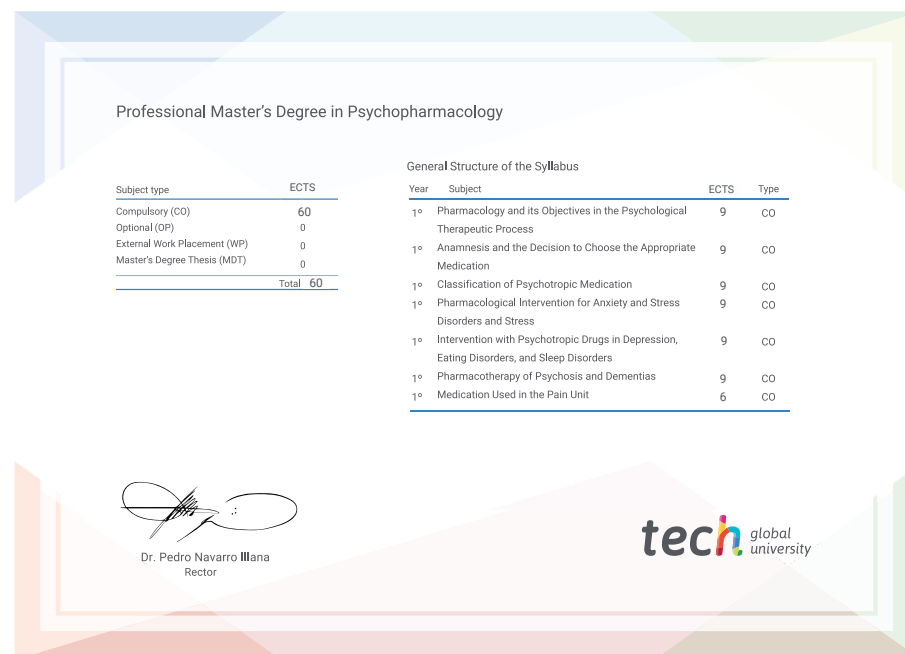 Professional Master's Degree in Psychopharmacology
Subject type ECTS
Compulsory (CO) 60
Optional (OP) 0
External Work Placement (WP) 0
Master's Degree Thesis (MDT) 0
Total 60
General Structure of the Syllabus
Year Subject ECTS Type
1º Pharmacology and its Objectives in the Psychological 9 CO
Therapeutic Process
1º Anamnesis and the Decision to Choose the Appropriate 9 CO
Medication
1º Classification of Psychotropic Medication 9 CO
1º Pharmacological Intervention for Anxiety and Stress 9 CO
Disorders and Stress
1º Intervention with Psychotropic Drugs in Depression, 9 CO
Eating Disorders, and Sleep Disorders
1º Pharmacotherapy of Psychosis and Dementias 9 CO
1º Medication Used in the Pain Unit 6 CO
Dr. Pedro Navarro Illana
Rector
tech global
university